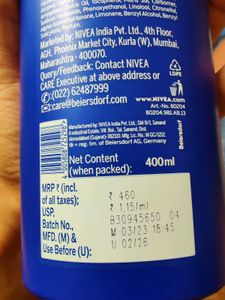 Marketed by: NIVEA India Pvt. Ltd., 4th Floor,
AGH, Phoenix Market City, Kurla (W), Mumbai,
Maharashtra - 400070.
Query/Feedback: Contact NIVEA
CARE Executive at above address or
022) 62487999
care@beiersdorf.
LDPE
www.NIVEA.com
Art. No. 80204
Manufactured by: NIVEA India Pvt. Ltd.
Beiersdorf
Net Content
(when packed):
400ml
MRP ₹ (incl.
of all taxes);
USP,
Batch No.,
MFD. (M) &
Use Before (U):
₹ 460
₹ 1.15/ml
B30945650 04
M 03/23 18:45
U 02/26